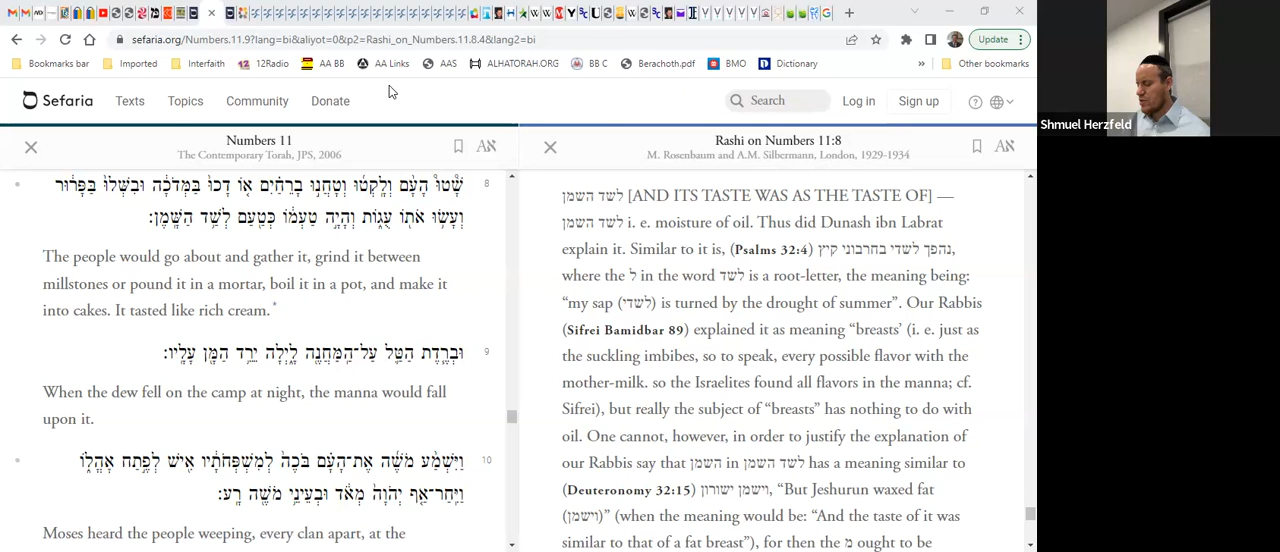 sefaria.org/Numbers.11.9?lang=bi&aliyot=0&p2=Rashi_on_Numbers.11.8.4&lang2=bi
Update
Bookmarks bar Imported Interfaith 12Radio AA BB AA Links AAS ALHATORAH.ORG BB C Berachoth.pdf BMO Dictionary » Other bookmarks
Sefaria Texts Topics Community Donate Search Log in Sign up
Shmuel Herzfeld
Numbers 11
The Contemporary Torah, JPS, 2006
שָׁ֩טוּ֩ הָעָ֨ם וְלָֽקְט֜וּ וְטָחֲנ֣וּ בָרֵחַ֗יִם א֤וֹ דָכוּ֙ בַּמְּדֹכָ֔ה וּבִשְּׁלוּ֙ בַּפָּר֔וּר 8
וְעָשׂ֥וּ אֹת֖וֹ עֻג֑וֹת וְהָיָ֣ה טַעְמ֔וֹ כְּטַ֖עַם לְשַׁ֥ד הַשָּֽׁמֶן׃
The people would go about and gather it, grind it between
millstones or pound it in a mortar, boil it in a pot, and make it
into cakes. It tasted like rich cream.*
וּבְרֶ֧דֶת הַטַּ֛ל עַל־הַֽמַּחֲנֶ֖ה לָ֑יְלָה יֵרֵ֥ד הַמָּ֖ן עָלָֽיו׃ 9
When the dew fell on the camp at night, the manna would fall
upon it.
וַיִּשְׁמַ֨ע מֹשֶׁ֜ה אֶת־הָעָ֗ם בֹּכֶה֙ לְמִשְׁפְּחֹתָ֔יו אִ֖ישׁ לְפֶ֣תַח אׇהֳל֑וֹ 10
וַיִּֽחַר־אַ֤ף יְהֹוָה֙ מְאֹ֔ד וּבְעֵינֵ֥י מֹשֶׁ֖ה רָֽע׃
Moses heard the people weeping, every clan apart, at the
Rashi on Numbers 11:8
M. Rosenbaum and A.M. Silbermann, London, 1929-1934
לשד השמן [AND ITS TASTE WAS AS THE TASTE OF] —
לשד השמן i. e. moisture of oil. Thus did Dunash ibn Labrat
explain it. Similar to it is, (Psalms 32:4) נהפך לשדי בחרבוני קיץ,
where the ל in the word לשד is a root-letter, the meaning being:
“my sap (לשדי) is turned by the drought of summer”. Our Rabbis
(Sifrei Bamidbar 89) explained it as meaning “breasts’ (i. e. just as
the suckling imbibes, so to speak, every possible flavor with the
mother-milk. so the Israelites found all flavors in the manna; cf.
Sifrei), but really the subject of “breasts” has nothing to do with
oil. One cannot, however, in order to justify the explanation of
our Rabbis say that השמן in לשד השמן has a meaning similar to
(Deuteronomy 32:15) וישמן ישורון, “But Jeshurun waxed fat
(וישמן)” (when the meaning would be: “And the taste of it was
similar to that of a fat breast”), for then the מ ought to be